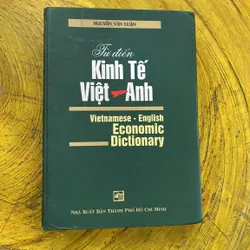 NGUYỄN VĂN LUẬN
Từ điển
Kinh Tế
Việt Anh
Vietnamese - English
Economic
Dictionary
NHÀ XUẤT BẢN THÀNH PHỐ HỒ CHÍ MINH